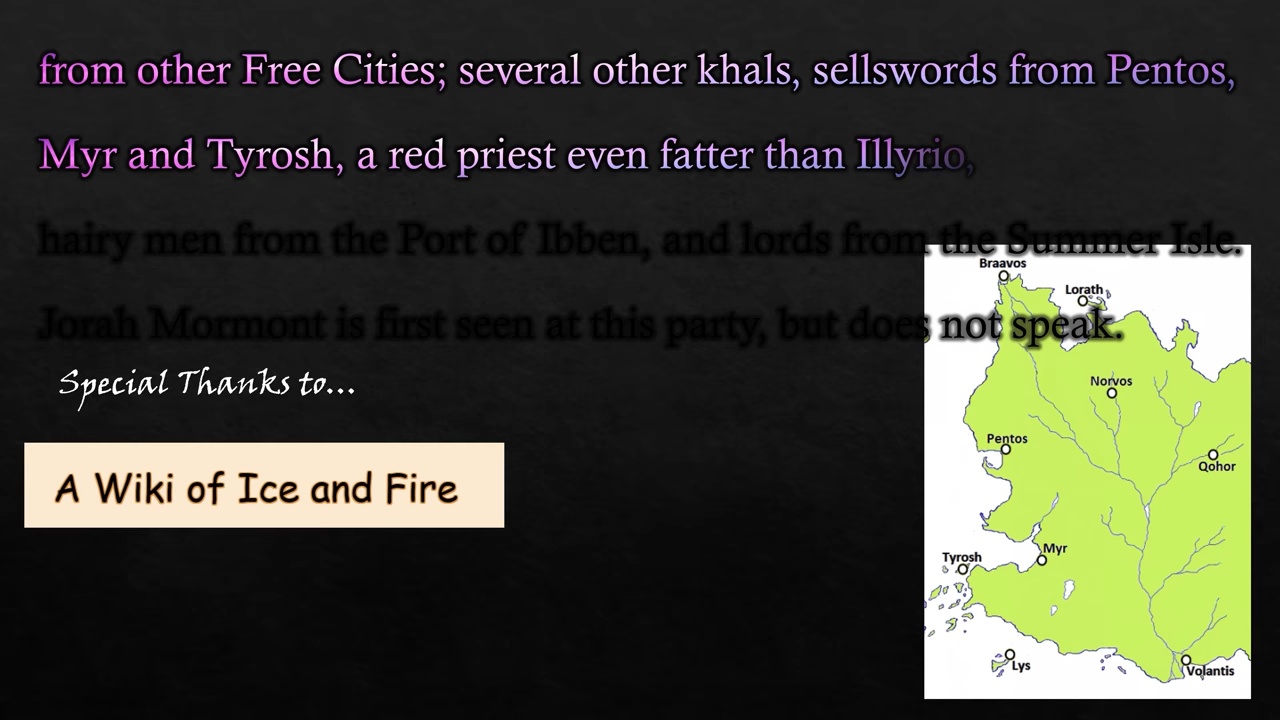 from other Free Cities; several other khals, sellswords from Pentos,
Myr and Tyrosh, a red priest even fatter than Illyrio,
hairy men from the Port of Ibben, and lords from the Summer Isle.
Jorah Mormont is first seen at this party, but does not speak.
Special Thanks to...
A Wiki of Ice and Fire
Braavos
Lorath
Norvos
Pentos
Qohor
Myr
Tyrosh
Lys
Volantis